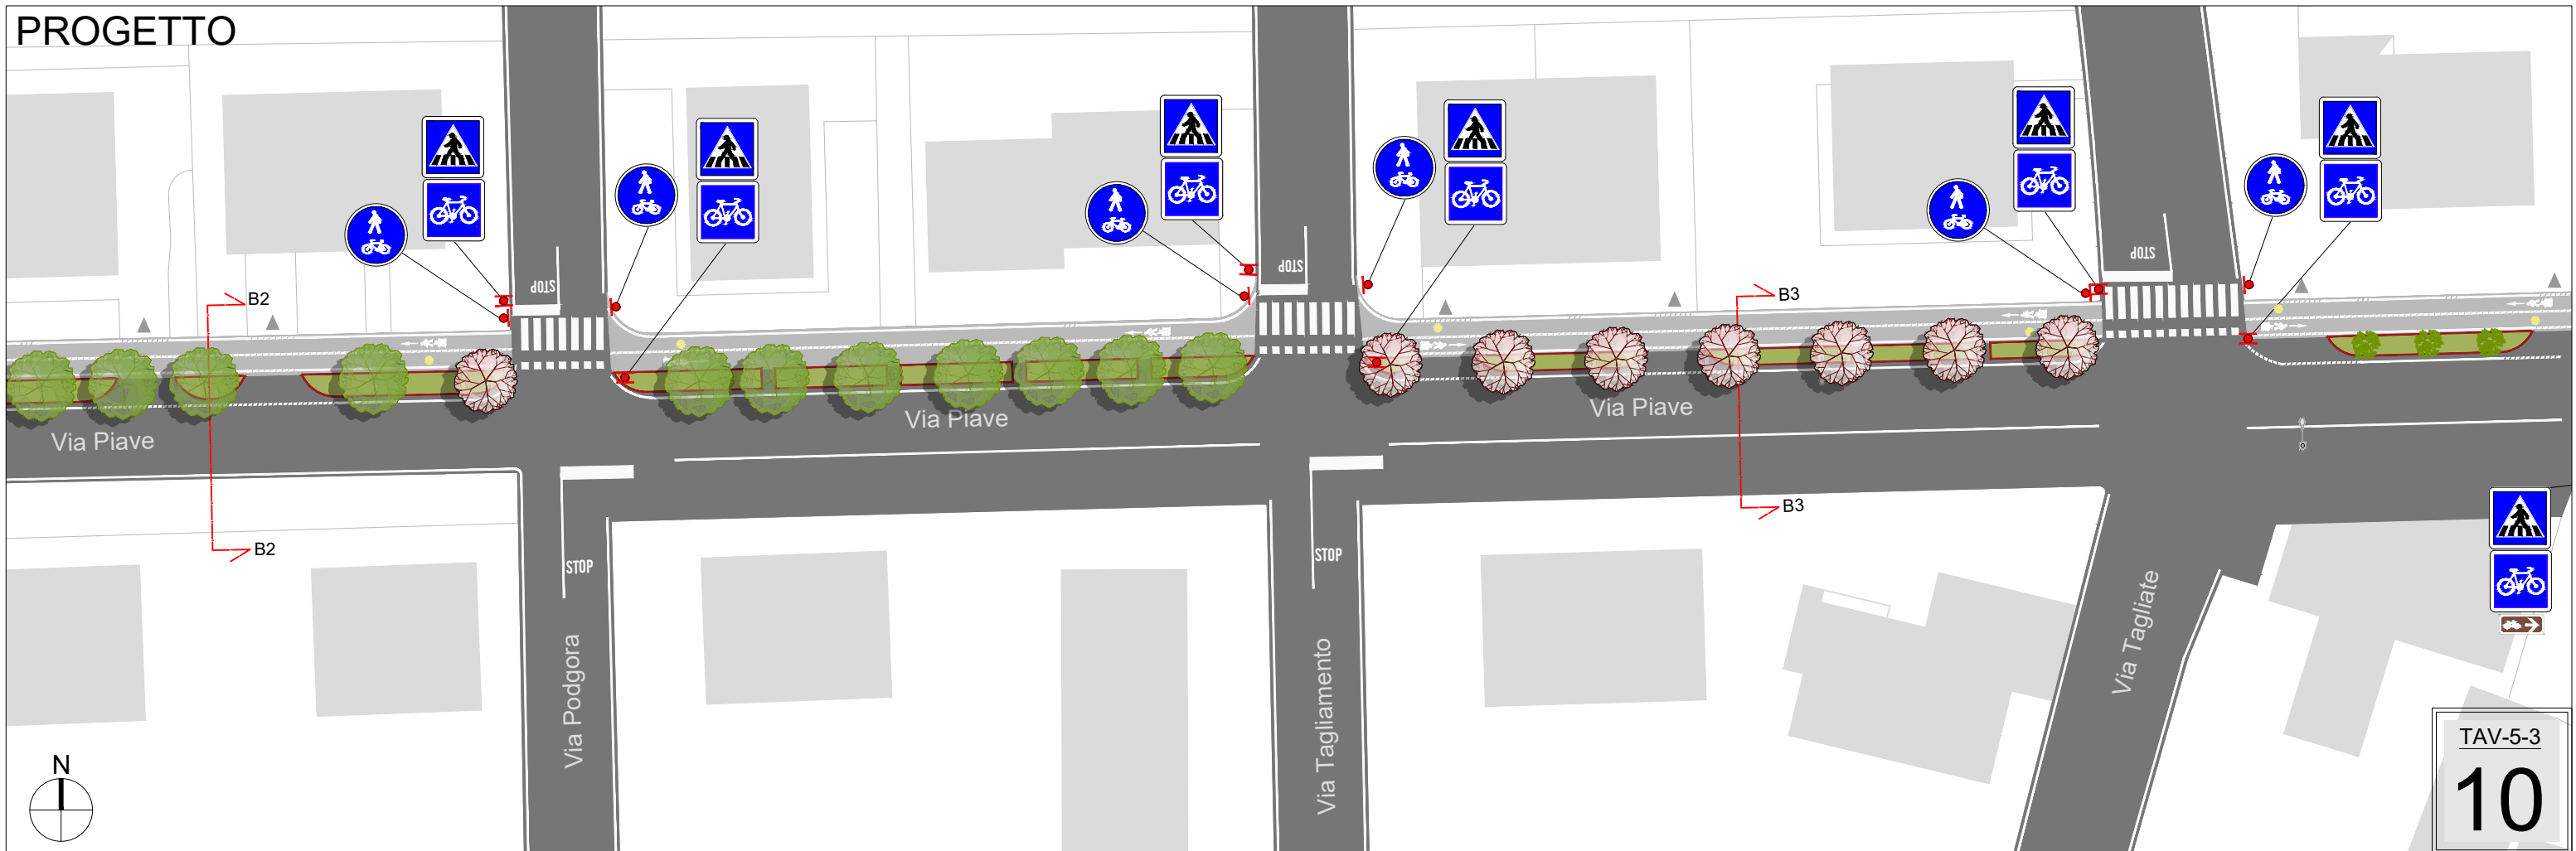 PROGETTO
STOP
STOP
STOP
B2
B3
Via Piave
Via Piave
Via Piave
B2
B3
STOP
STOP
Via Podgora
Via Tagliamento
Via Tagliate
N
TAV-5-3
10